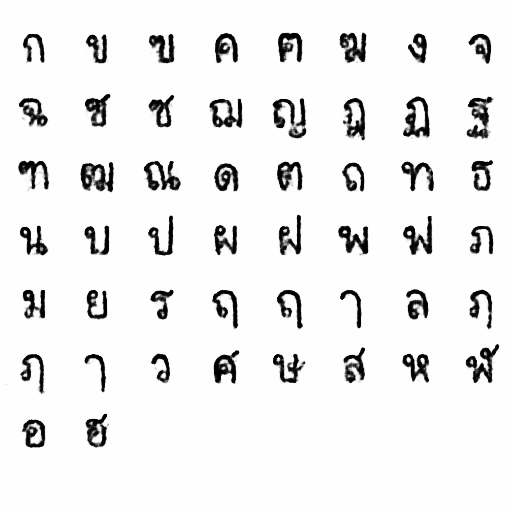 ก ข ฃ ค ฅ ฆ ง จ
ฉ ช ซ ฌ ญ ฎ ฏ ฐ
ฑ ฒ ณ ด ต ถ ท ธ
น บ ป ผ ฝ พ ฟ ภ
ม ย ร ฤ ฤ ๅ ล ฦ
ฦ ๅ ว ศ ษ ส ห ฬ
อ ฮ